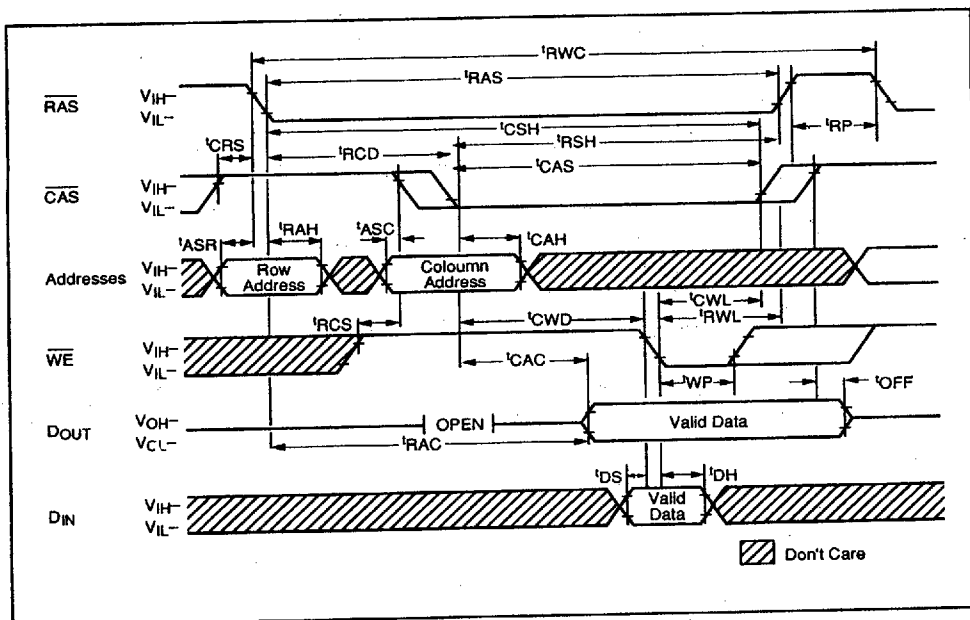 tRWC
tRAS
RAS
VIH–
VIL–
tCSH
tRP
tCRS
tRSH
tRCD
tCAS
CAS
VIH–
VIL–
tASR
tRAH
tASC
tCAH
Addresses
VIH–
VIL–
Row
Address
Coloumn
Address
tCWL
tRCS
tCWD
tRWL
WE
VIH–
VIL–
tCAC
tWP
tOFF
DOUT
VOH–
VCL–
OPEN
Valid Data
tRAC
tDS
tDH
DIN
VIH–
VIL–
Valid
Data
Don't Care